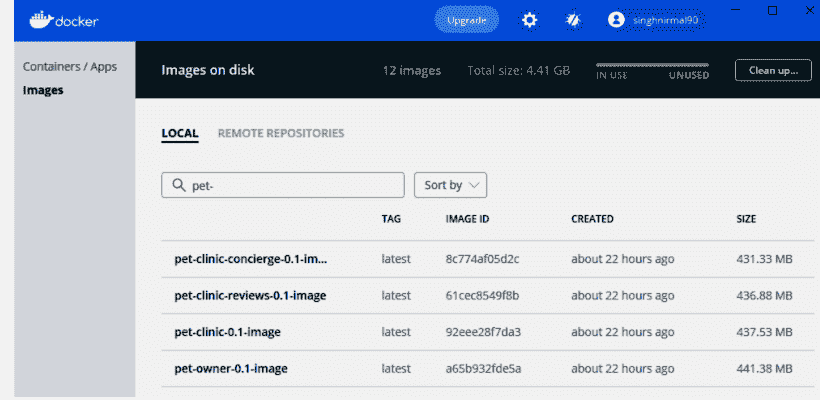 docker
Upgrade
singhnirmal90
Containers / Apps
Images
Images on disk
12 images
Total size: 4.41 GB
IN USE
UNUSED
Clean up...
LOCAL REMOTE REPOSITORIES
pet-
Sort by
TAG IMAGE ID CREATED SIZE
pet-clinic-concierge-0.1-im... latest 8c774af05d2c about 22 hours ago 431.33 MB
pet-clinic-reviews-0.1-image latest 61cec8549f8b about 22 hours ago 436.88 MB
pet-clinic-0.1-image latest 92eee28f7da3 about 22 hours ago 437.53 MB
pet-owner-0.1-image latest a65b932fde5a about 22 hours ago 441.38 MB